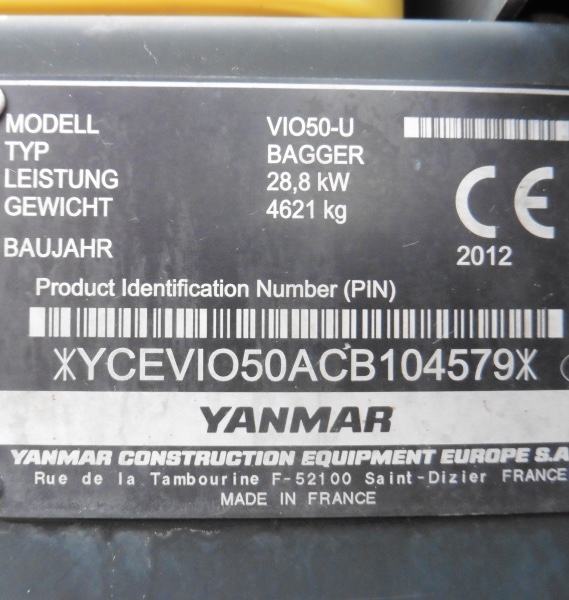 MODELL VIO50-U
TYP BAGGER
LEISTUNG 28,8 kW
GEWICHT 4621 kg
CE
BAUJAHR 2012
Product Identification Number (PIN)
*YCEVIO50ACB104579*
YANMAR
YANMAR CONSTRUCTION EQUIPMENT EUROPE S.A
Rue de la Tambourine F-52100 Saint-Dizier FRANCE
MADE IN FRANCE